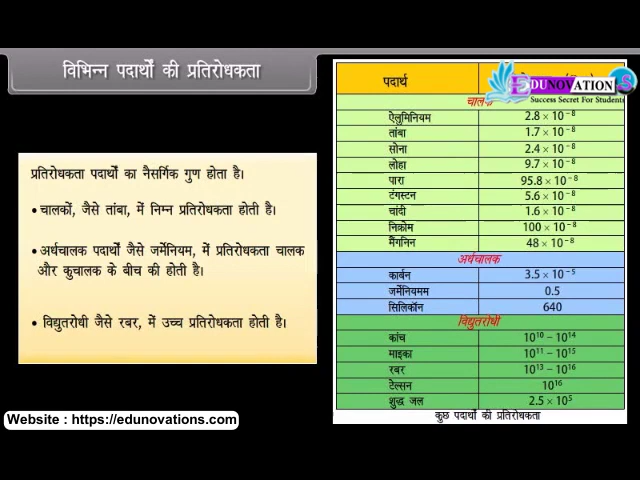 विभिन्न पदार्थों की प्रतिरोधकता
प्रतिरोधकता पदार्थों का नैसर्गिक गुण होता है।
•चालकों, जैसे तांबा, में निम्न प्रतिरोधकता होती है।
•अर्धचालक पदार्थों जैसे जर्मेनियम, में प्रतिरोधकता चालक
और कुचालक के बीच की होती है।
• विद्युतरोधी जैसे रबर, में उच्च प्रतिरोधकता होती है।
Website : https://edunovations.com
EDUNOVATIONS
Success Secret For Students
पदार्थ
चालक
ऐलुमिनियम 2.8 × 10⁻⁸
तांबा 1.7 × 10⁻⁸
सोना 2.4 × 10⁻⁸
लोहा 9.7 × 10⁻⁸
पारा 95.8 × 10⁻⁸
टंगस्टन 5.6 × 10⁻⁸
चांदी 1.6 × 10⁻⁸
निक्रोम 100 × 10⁻⁸
मैंगनिन 48 × 10⁻⁸
अर्धचालक
कार्बन 3.5 × 10⁻⁵
जर्मेनियमम 0.5
सिलिकॉन 640
विद्युतरोधी
कांच 10¹⁰ – 10¹⁴
माइका 10¹¹ – 10¹⁵
रबर 10¹³ – 10¹⁶
टेल्सन 10¹⁶
शुद्ध जल 2.5 × 10⁵
कुछ पदार्थों की प्रतिरोधकता